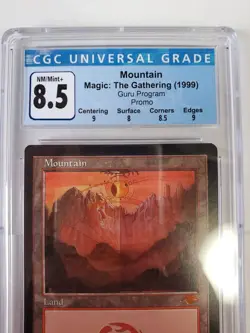 CGC UNIVERSAL GRADE
NM/Mint+
8.5
Mountain
Magic: The Gathering (1999)
Guru Program
Promo
Centering Surface Corners Edges
9 8 8.5 9
Mountain
Land